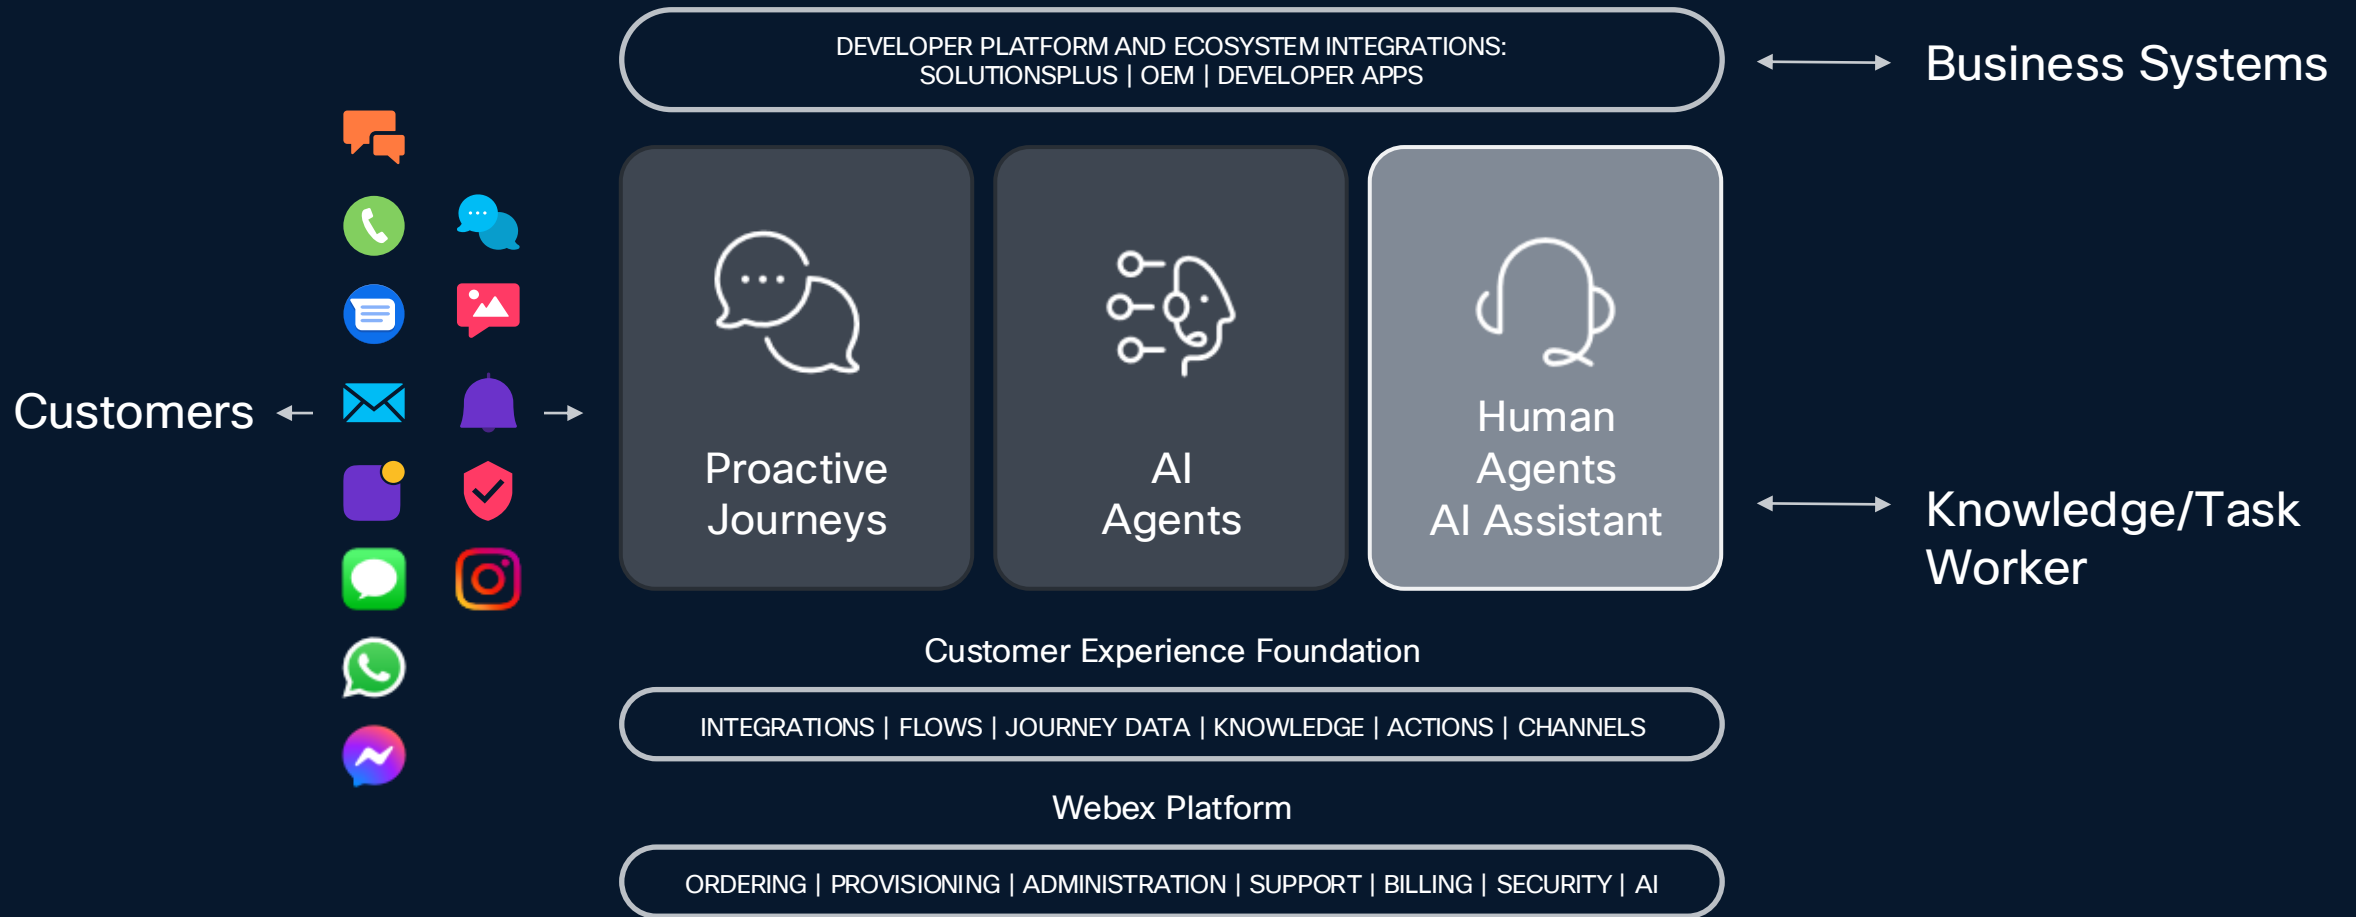 DEVELOPER PLATFORM AND ECOSYSTEM INTEGRATIONS:
SOLUTIONSPLUS | OEM | DEVELOPER APPS
Business Systems
Customers
Proactive
Journeys
AI
Agents
Human
Agents
AI Assistant
Knowledge/Task
Worker
Customer Experience Foundation
INTEGRATIONS | FLOWS | JOURNEY DATA | KNOWLEDGE | ACTIONS | CHANNELS
Webex Platform
ORDERING | PROVISIONING | ADMINISTRATION | SUPPORT | BILLING | SECURITY | AI